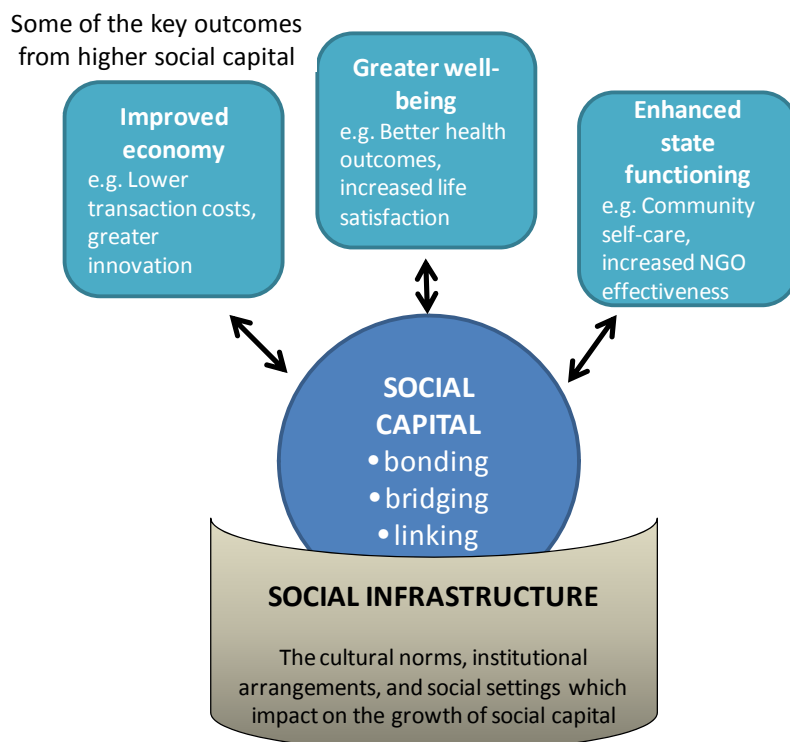 Some of the key outcomes
from higher social capital
Improved
economy
e.g. Lower
transaction costs,
greater
innovation
Greater well-
being
e.g. Better health
outcomes,
increased life
satisfaction
Enhanced
state
functioning
e.g. Community
self-care,
increased NGO
effectiveness
SOCIAL
CAPITAL
•bonding
•bridging
•linking
SOCIAL INFRASTRUCTURE
The cultural norms, institutional
arrangements, and social settings which
impact on the growth of social capital